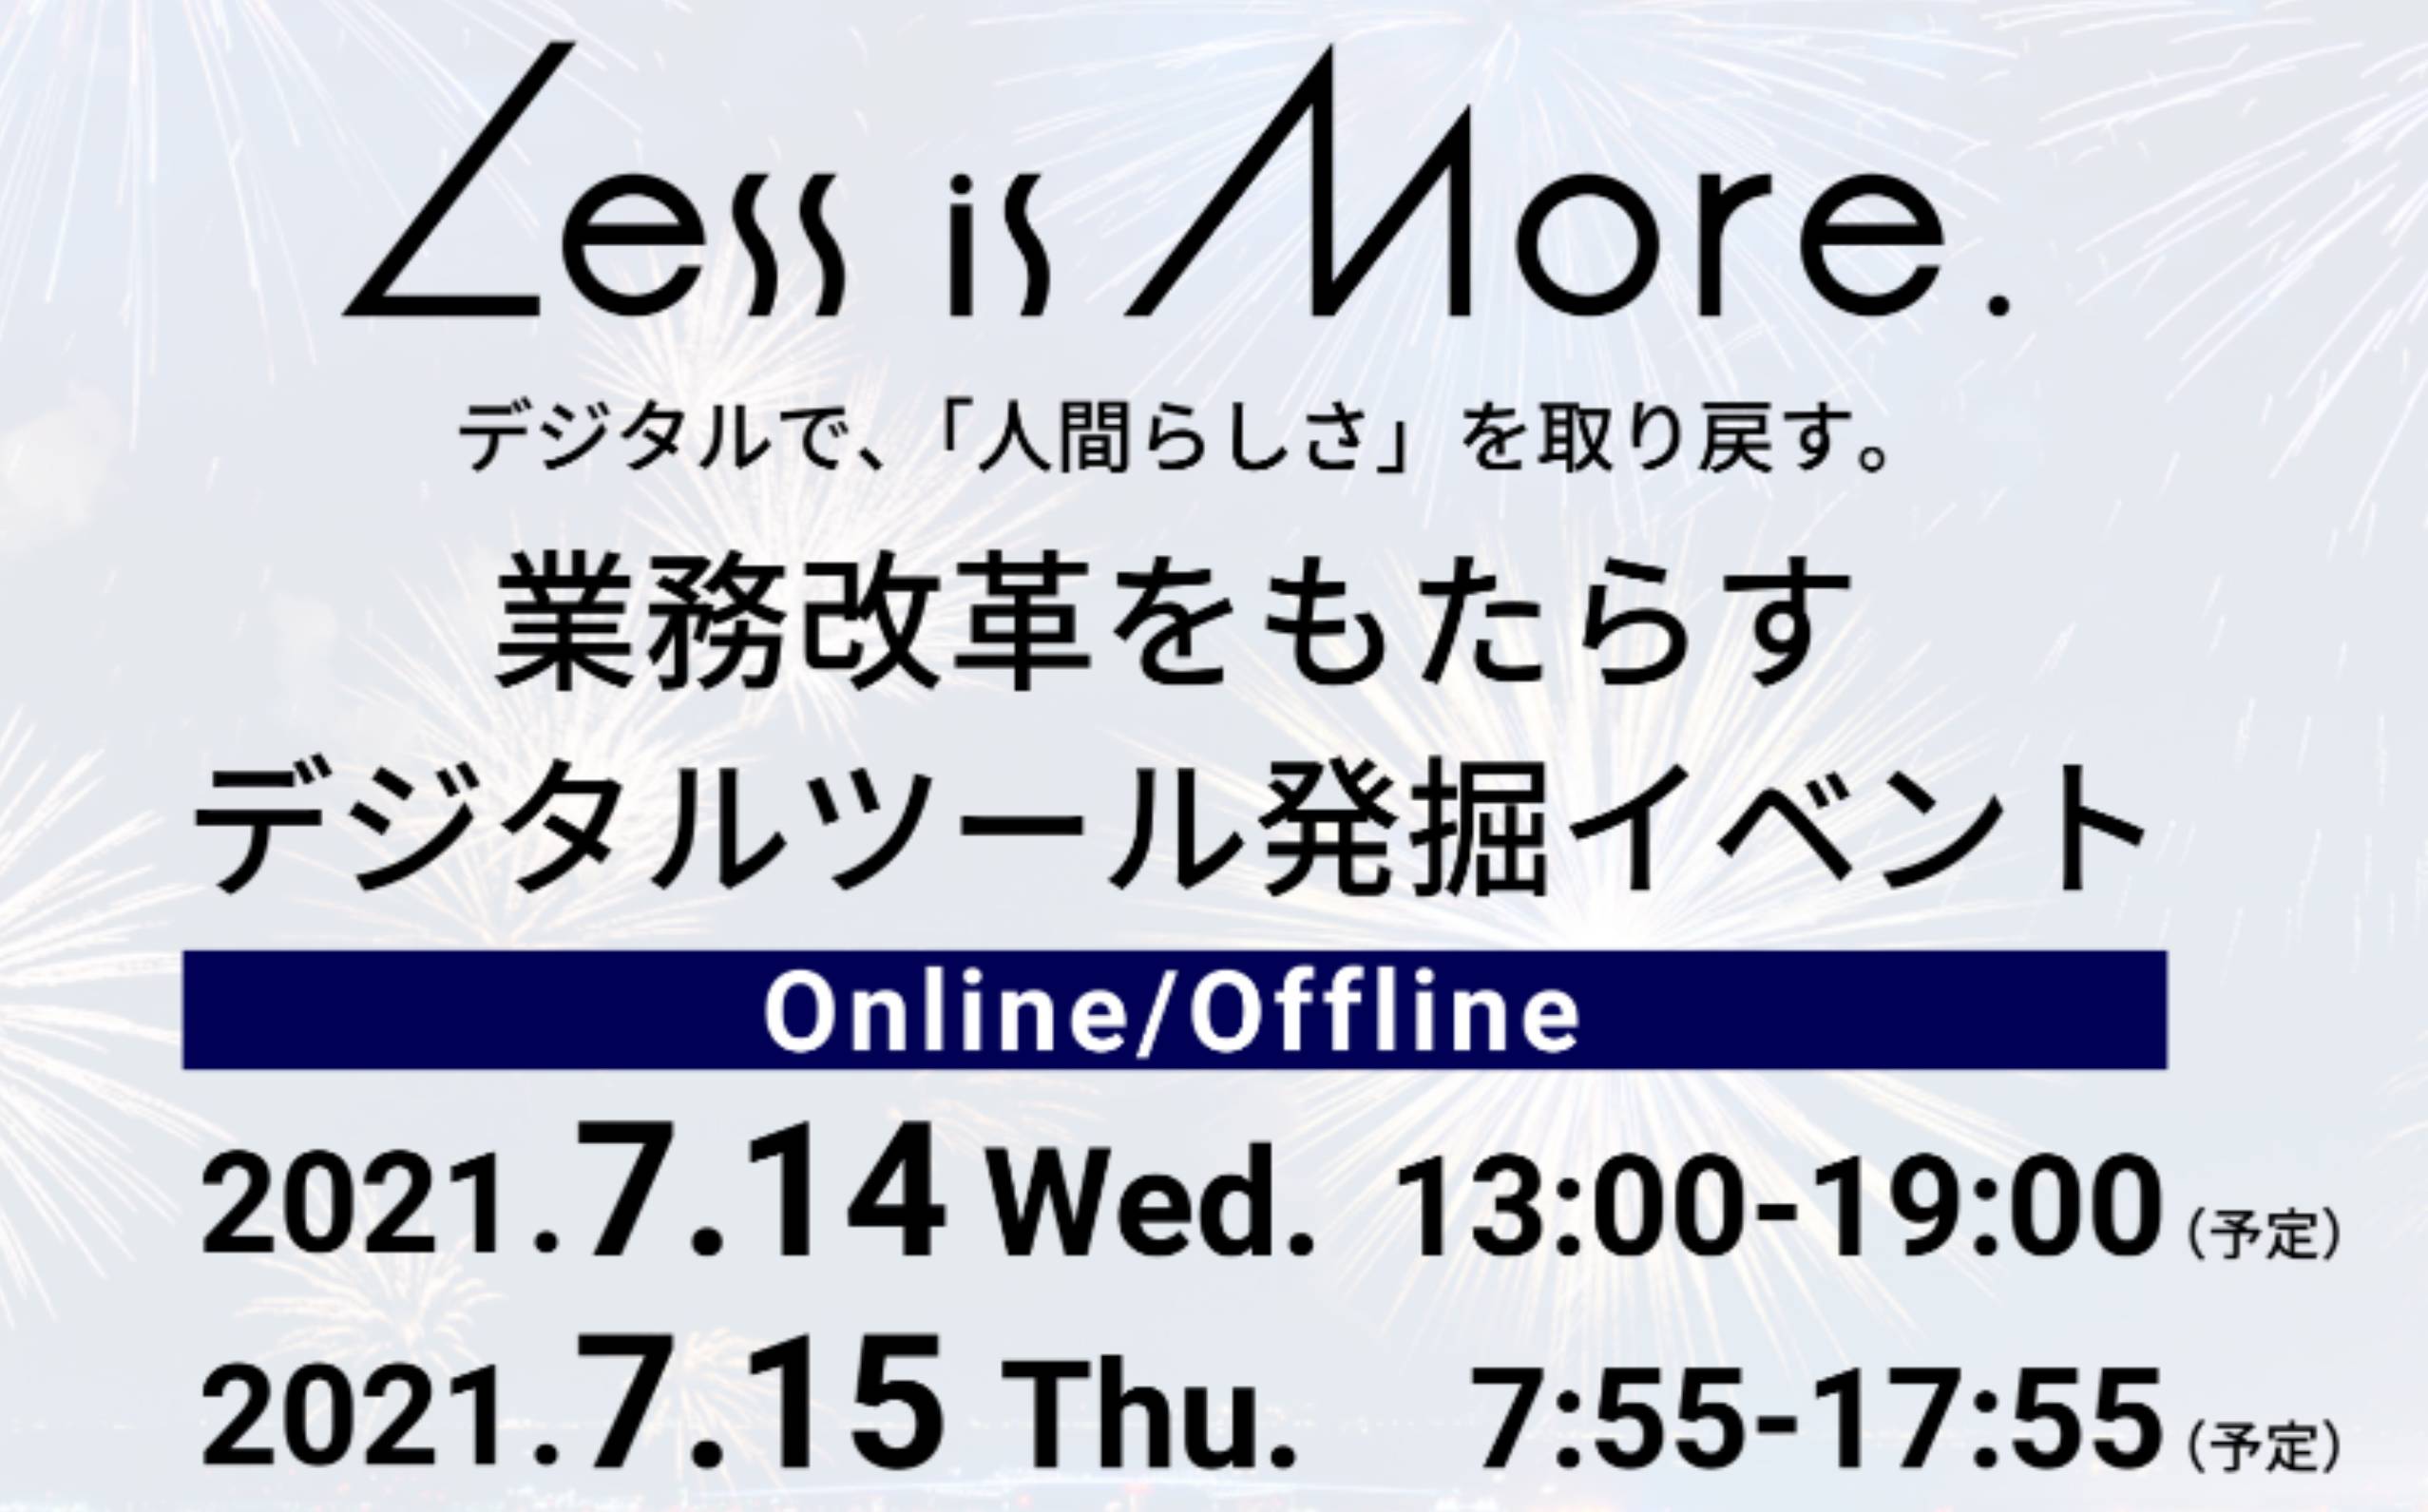 Less is More.
デジタルで、「人間らしさ」を取り戻す。
業務改革をもたらす
デジタルツール発掘イベント
Online/Offline
2021.7.14 Wed. 13:00-19:00（予定）
2021.7.15 Thu. 7:55-17:55（予定）